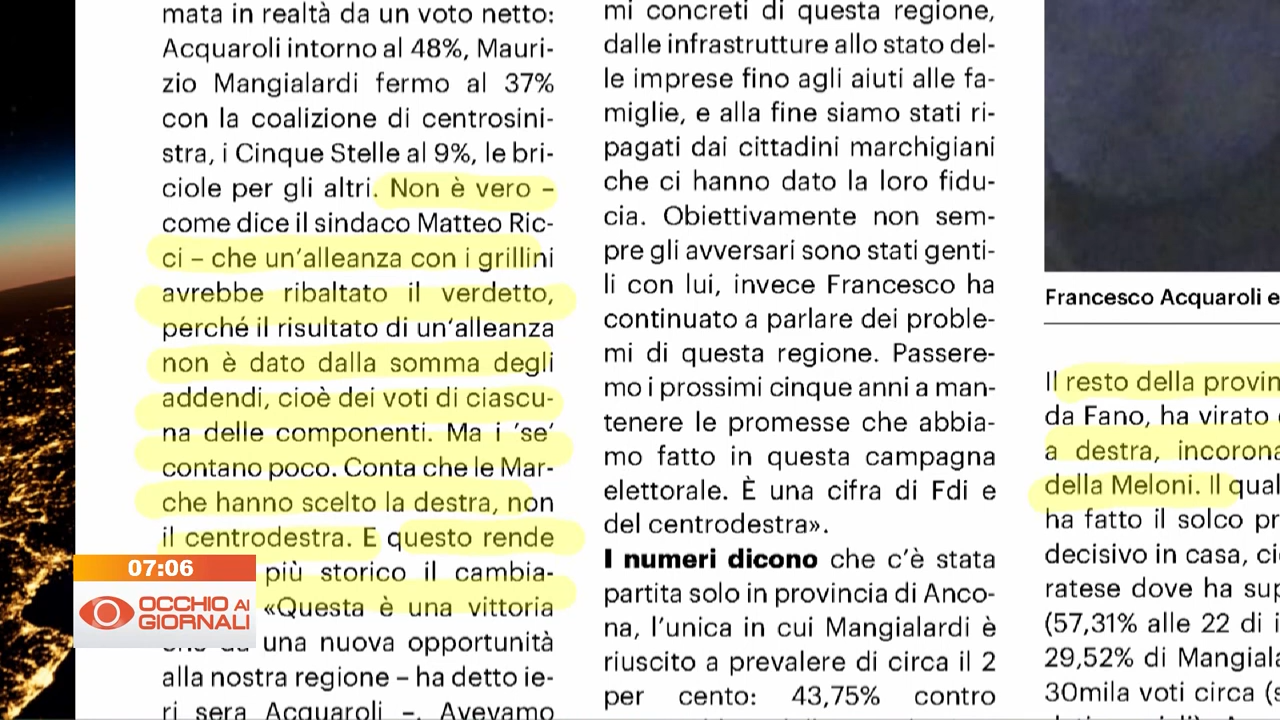 mata in realtà da un voto netto:
Acquaroli intorno al 48%, Mauri-
zio Mangialardi fermo al 37%
con la coalizione di centrosini-
stra, i Cinque Stelle al 9%, le bri-
ciole per gli altri. Non è vero –
come dice il sindaco Matteo Ric-
ci – che un'alleanza con i grillini
avrebbe ribaltato il verdetto,
perché il risultato di un'alleanza
non è dato dalla somma degli
addendi, cioè dei voti di ciascu-
na delle componenti. Ma i 'se'
contano poco. Conta che le Mar-
che hanno scelto la destra, non
il centrodestra. E questo rende
più storico il cambia-
«Questa è una vittoria
una nuova opportunità
alla nostra regione – ha detto ie-
ri sera Acquaroli –. Avevamo
mi concreti di questa regione,
dalle infrastrutture allo stato del-
le imprese fino agli aiuti alle fa-
miglie, e alla fine siamo stati ri-
pagati dai cittadini marchigiani
che ci hanno dato la loro fidu-
cia. Obiettivamente non sem-
pre gli avversari sono stati genti-
li con lui, invece Francesco ha
continuato a parlare dei proble-
mi di questa regione. Passere-
mo i prossimi cinque anni a man-
tenere le promesse che abbia-
mo fatto in questa campagna
elettorale. È una cifra di Fdi e
del centrodestra».
I numeri dicono che c'è stata
partita solo in provincia di Anco-
na, l'unica in cui Mangialardi è
riuscito a prevalere di circa il 2
per cento: 43,75% contro
Francesco Acquaroli e
Il resto della provin
da Fano, ha virato
a destra, incorona
della Meloni. Il qual
ha fatto il solco pr
decisivo in casa, ci
ratese dove ha sup
(57,31% alle 22 di i
29,52% di Mangiala
30mila voti circa (s
07:06
OCCHIO AI
GIORNALI